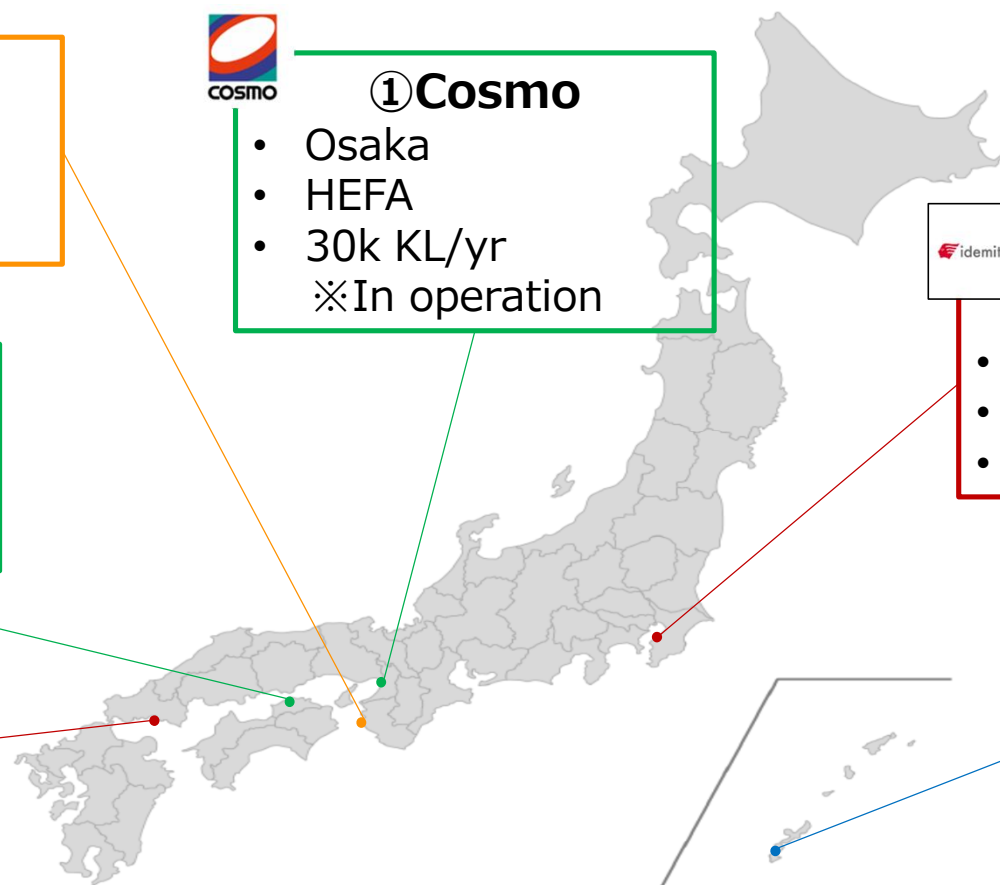 COSMO
①Cosmo
• Osaka
• HEFA
• 30k KL/yr
※In operation
idemit
•
•
•